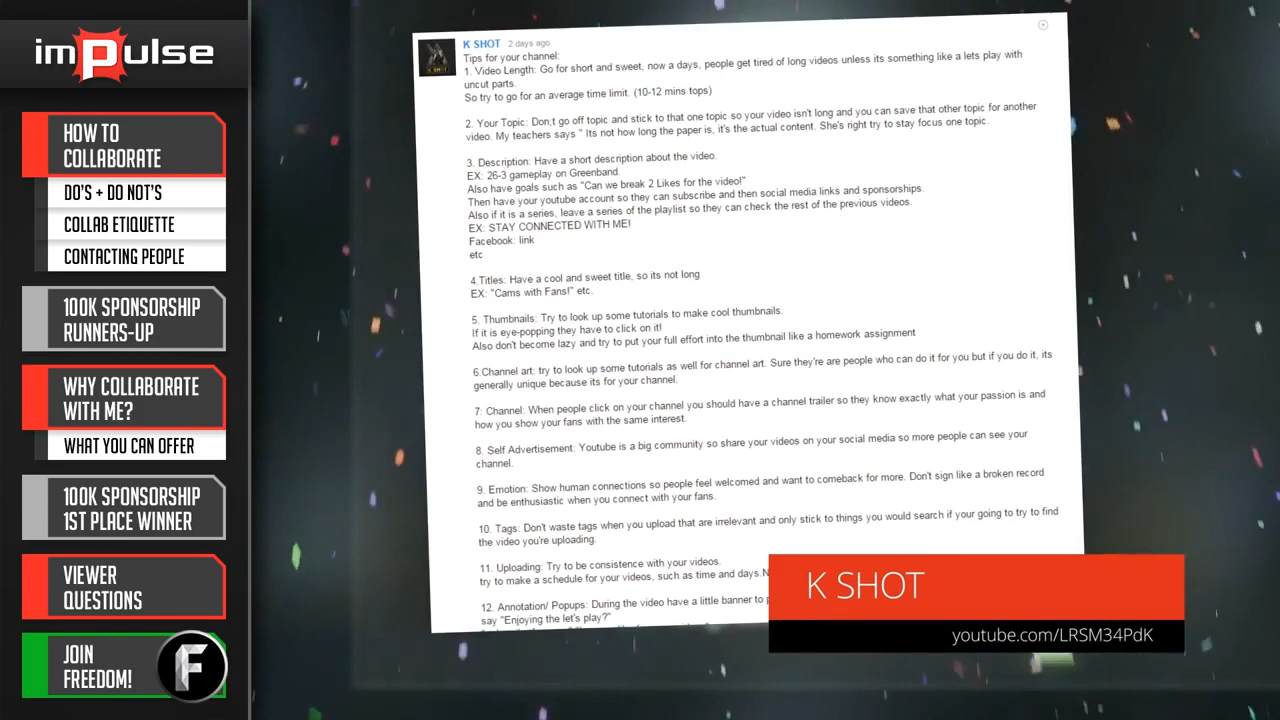 imPulse
HOW TO
COLLABORATE
DO'S + DO NOT'S
COLLAB ETIQUETTE
CONTACTING PEOPLE
100K SPONSORSHIP
RUNNERS-UP
WHY COLLABORATE
WITH ME?
WHAT YOU CAN OFFER
100K SPONSORSHIP
1ST PLACE WINNER
VIEWER
QUESTIONS
JOIN
FREEDOM!
F
K SHOT 2 days ago
Tips for your channel:
1. Video Length: Go for short and sweet, now a days, people get tired of long videos unless its something like a lets play with
uncut parts.
So try to go for an average time limit. (10-12 mins tops)
2. Your Topic: Don;t go off topic and stick to that one topic so your video isn't long and you can save that other topic for another
video. My teachers says " Its not how long the paper is, it's the actual content. She's right try to stay focus one topic.
3. Description: Have a short description about the video.
EX: 26-3 gameplay on Greenband.
Also have goals such as "Can we break 2 Likes for the video!"
Then have your youtube account so they can subscribe and then social media links and sponsorships.
Also if it is a series, leave a series of the playlist so they can check the rest of the previous videos.
EX: STAY CONNECTED WITH ME!
Facebook: link
etc
4.Titles: Have a cool and sweet title, so its not long
EX: "Cams with Fans!" etc.
5. Thumbnails: Try to look up some tutorials to make cool thumbnails.
If it is eye-popping they have to click on it!
Also don't become lazy and try to put your full effort into the thumbnail like a homework assignment
6.Channel art: try to look up some tutorials as well for channel art. Sure they're are people who can do it for you but if you do it, its
generally unique because its for your channel.
7: Channel: When people click on your channel you should have a channel trailer so they know exactly what your passion is and
how you show your fans with the same interest.
8. Self Advertisement: Youtube is a big community so share your videos on your social media so more people can see your
channel.
9. Emotion: Show human connections so people feel welcomed and want to comeback for more. Don't sign like a broken record
and be enthusiastic when you connect with your fans.
10. Tags: Don't waste tags when you upload that are irrelevant and only stick to things you would search if your going to try to find
the video you're uploading.
11. Uploading: Try to be consistence with your videos.
try to make a schedule for your videos, such as time and days.
12. Annotation/ Popups: During the video have a little banner to
say "Enjoying the let's play?"
K SHOT
youtube.com/LRSM34PdK